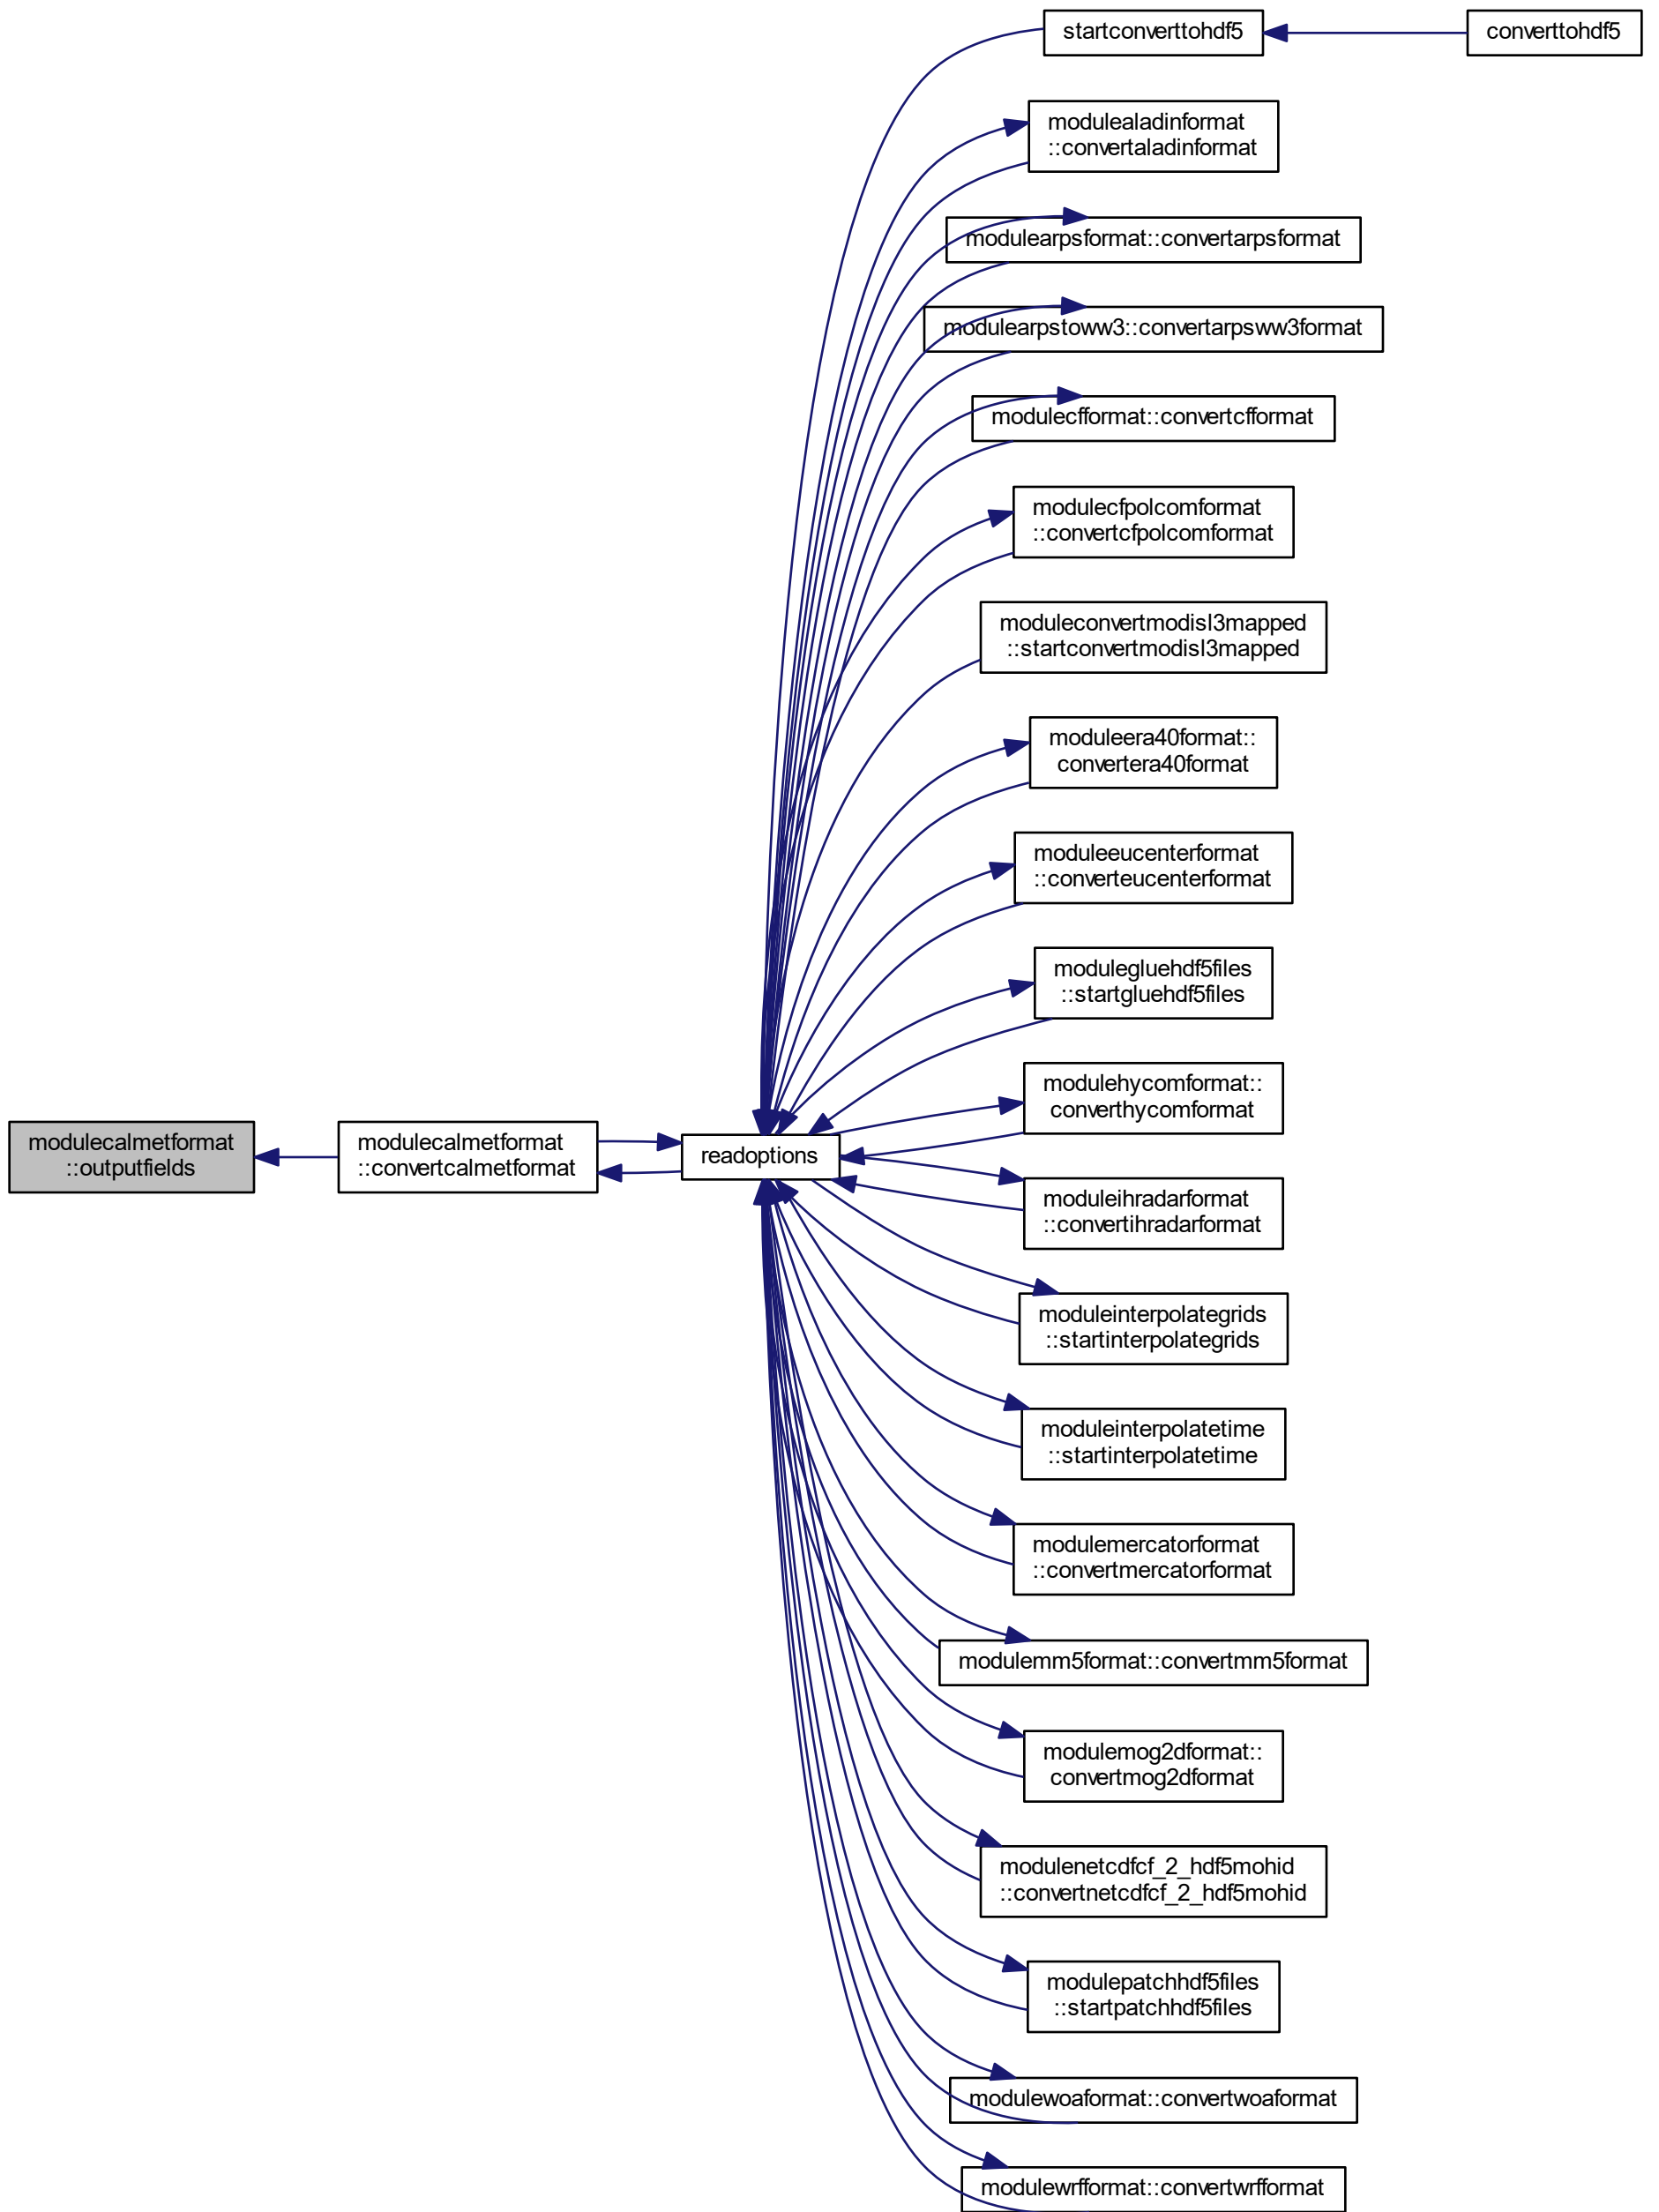 startconverttohdf5
converttohdf5
modulealadinformat
::convertaladinformat
modulearpsformat::convertarpsformat
modulearpstoww3::convertarpsww3format
modulecfformat::convertcfformat
modulecfpolcomformat
::convertcfpolcomformat
moduleconvertmodisl3mapped
::startconvertmodisl3mapped
moduleera40format::
convertera40format
moduleeucenterformat
::converteucenterformat
modulegluehdf5files
::startgluehdf5files
modulehycomformat::
converthycomformat
modulecalmetformat
::outputfields
modulecalmetformat
::convertcalmetformat
readoptions
moduleihradarformat
::convertihradarformat
moduleinterpolategrids
::startinterpolategrids
moduleinterpolatetime
::startinterpolatetime
modulemercatorformat
::convertmercatorformat
modulemm5format::convertmm5format
modulemog2dformat::
convertmog2dformat
modulenetcdfcf_2_hdf5mohid
::convertnetcdfcf_2_hdf5mohid
modulepatchhdf5files
::startpatchhdf5files
modulewoaformat::convertwoaformat
modulewrfformat::convertwrfformat